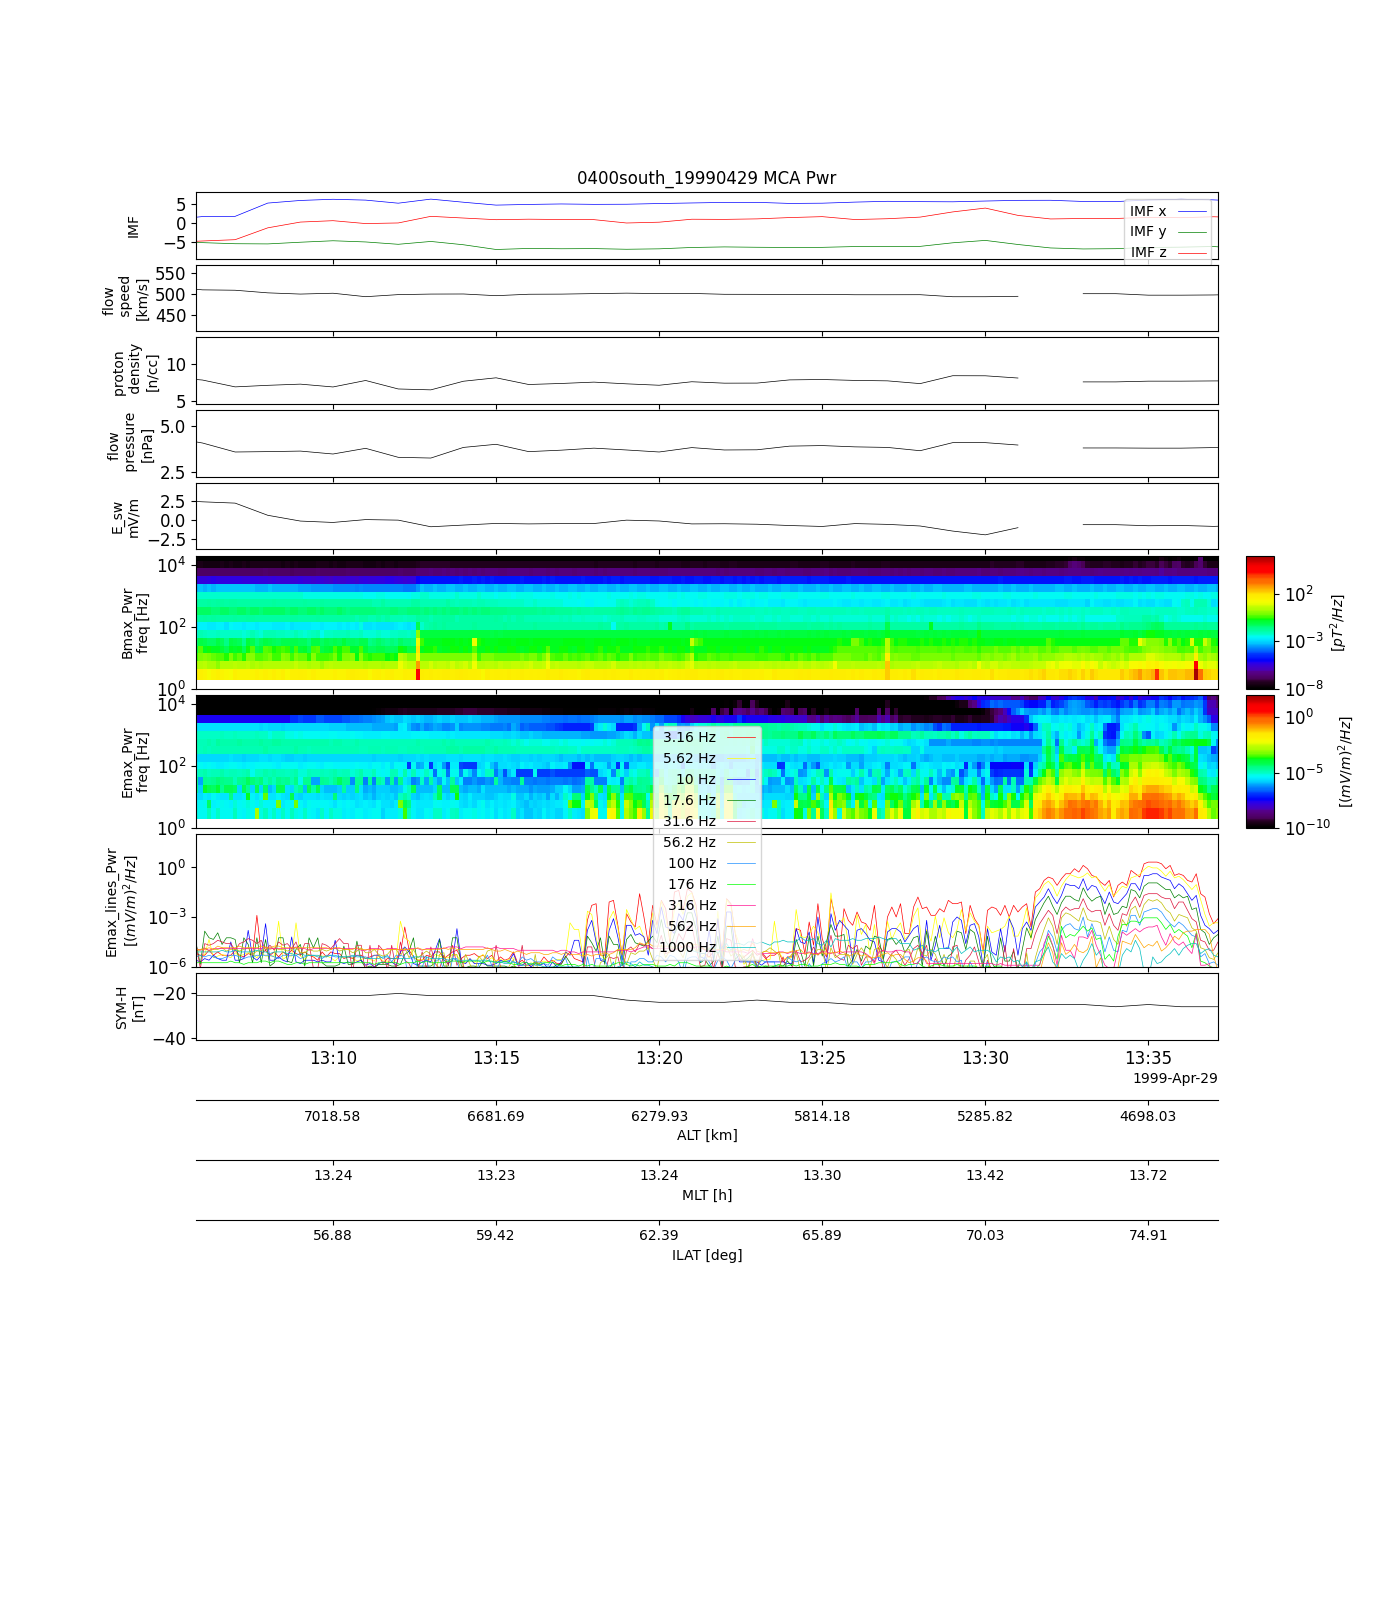 0400south_19990429 MCA Pwr
IMF
5
0
−5
IMF x
IMF y
IMF z
flow
speed
[km/s]
550
500
450
proton
density
[n/cc]
10
5
flow
pressure
[nPa]
5.0
2.5
E_sw
mV/m
2.5
0.0
−2.5
Bmax_Pwr
freq [Hz]
10^4
10^2
10^0
10^2
10^−3
10^−8
[pT^2/Hz]
Emax_Pwr
freq [Hz]
10^4
10^2
10^0
10^0
10^−5
10^−10
[(mV/m)^2/Hz]
3.16 Hz
5.62 Hz
10 Hz
17.6 Hz
31.6 Hz
56.2 Hz
100 Hz
176 Hz
316 Hz
562 Hz
1000 Hz
Emax_lines_Pwr
[(mV/m)^2/Hz]
10^0
10^−3
10^−6
SYM-H
[nT]
−20
−40
13:10 13:15 13:20 13:25 13:30 13:35
1999-Apr-29
7018.58 6681.69 6279.93 5814.18 5285.82 4698.03
ALT [km]
13.24 13.23 13.24 13.30 13.42 13.72
MLT [h]
56.88 59.42 62.39 65.89 70.03 74.91
ILAT [deg]